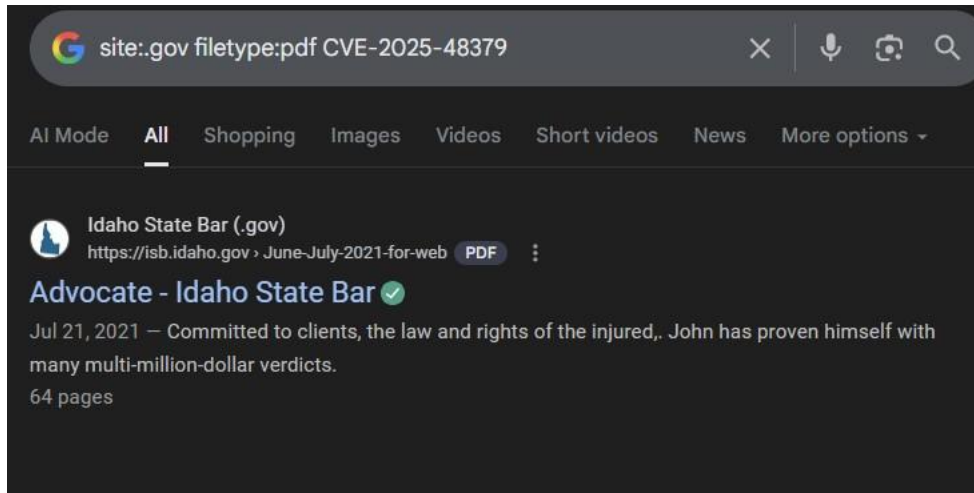 site:.gov filetype:pdf CVE-2025-48379
AI Mode All Shopping Images Videos Short videos News More options
Idaho State Bar (.gov)
https://isb.idaho.gov › June-July-2021-for-web PDF
Advocate - Idaho State Bar
Jul 21, 2021 — Committed to clients, the law and rights of the injured,. John has proven himself with
many multi-million-dollar verdicts.
64 pages